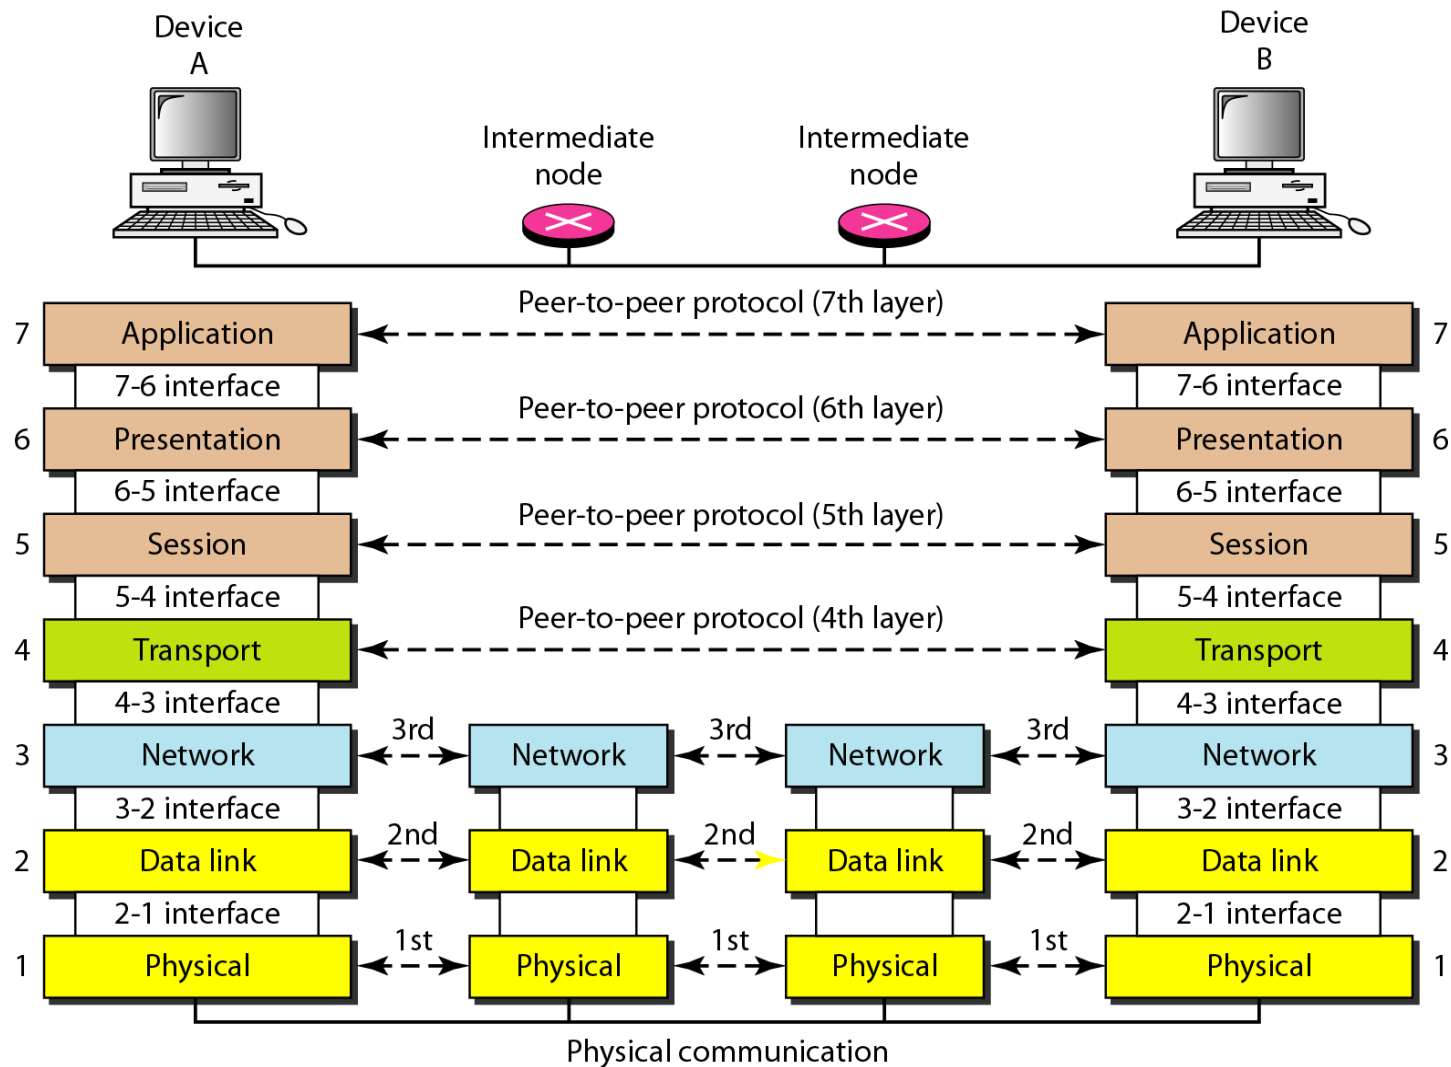 Device
A
Device
B
Intermediate
node
Intermediate
node
Peer-to-peer protocol (7th layer)
7 Application Application 7
7-6 interface 7-6 interface
Peer-to-peer protocol (6th layer)
6 Presentation Presentation 6
6-5 interface 6-5 interface
Peer-to-peer protocol (5th layer)
5 Session Session 5
5-4 interface 5-4 interface
Peer-to-peer protocol (4th layer)
4 Transport Transport 4
4-3 interface 4-3 interface
3rd 3rd 3rd
3 Network Network Network Network 3
3-2 interface 3-2 interface
2nd 2nd 2nd
2 Data link Data link Data link Data link 2
2-1 interface 2-1 interface
1st 1st 1st
1 Physical Physical Physical Physical 1
Physical communication